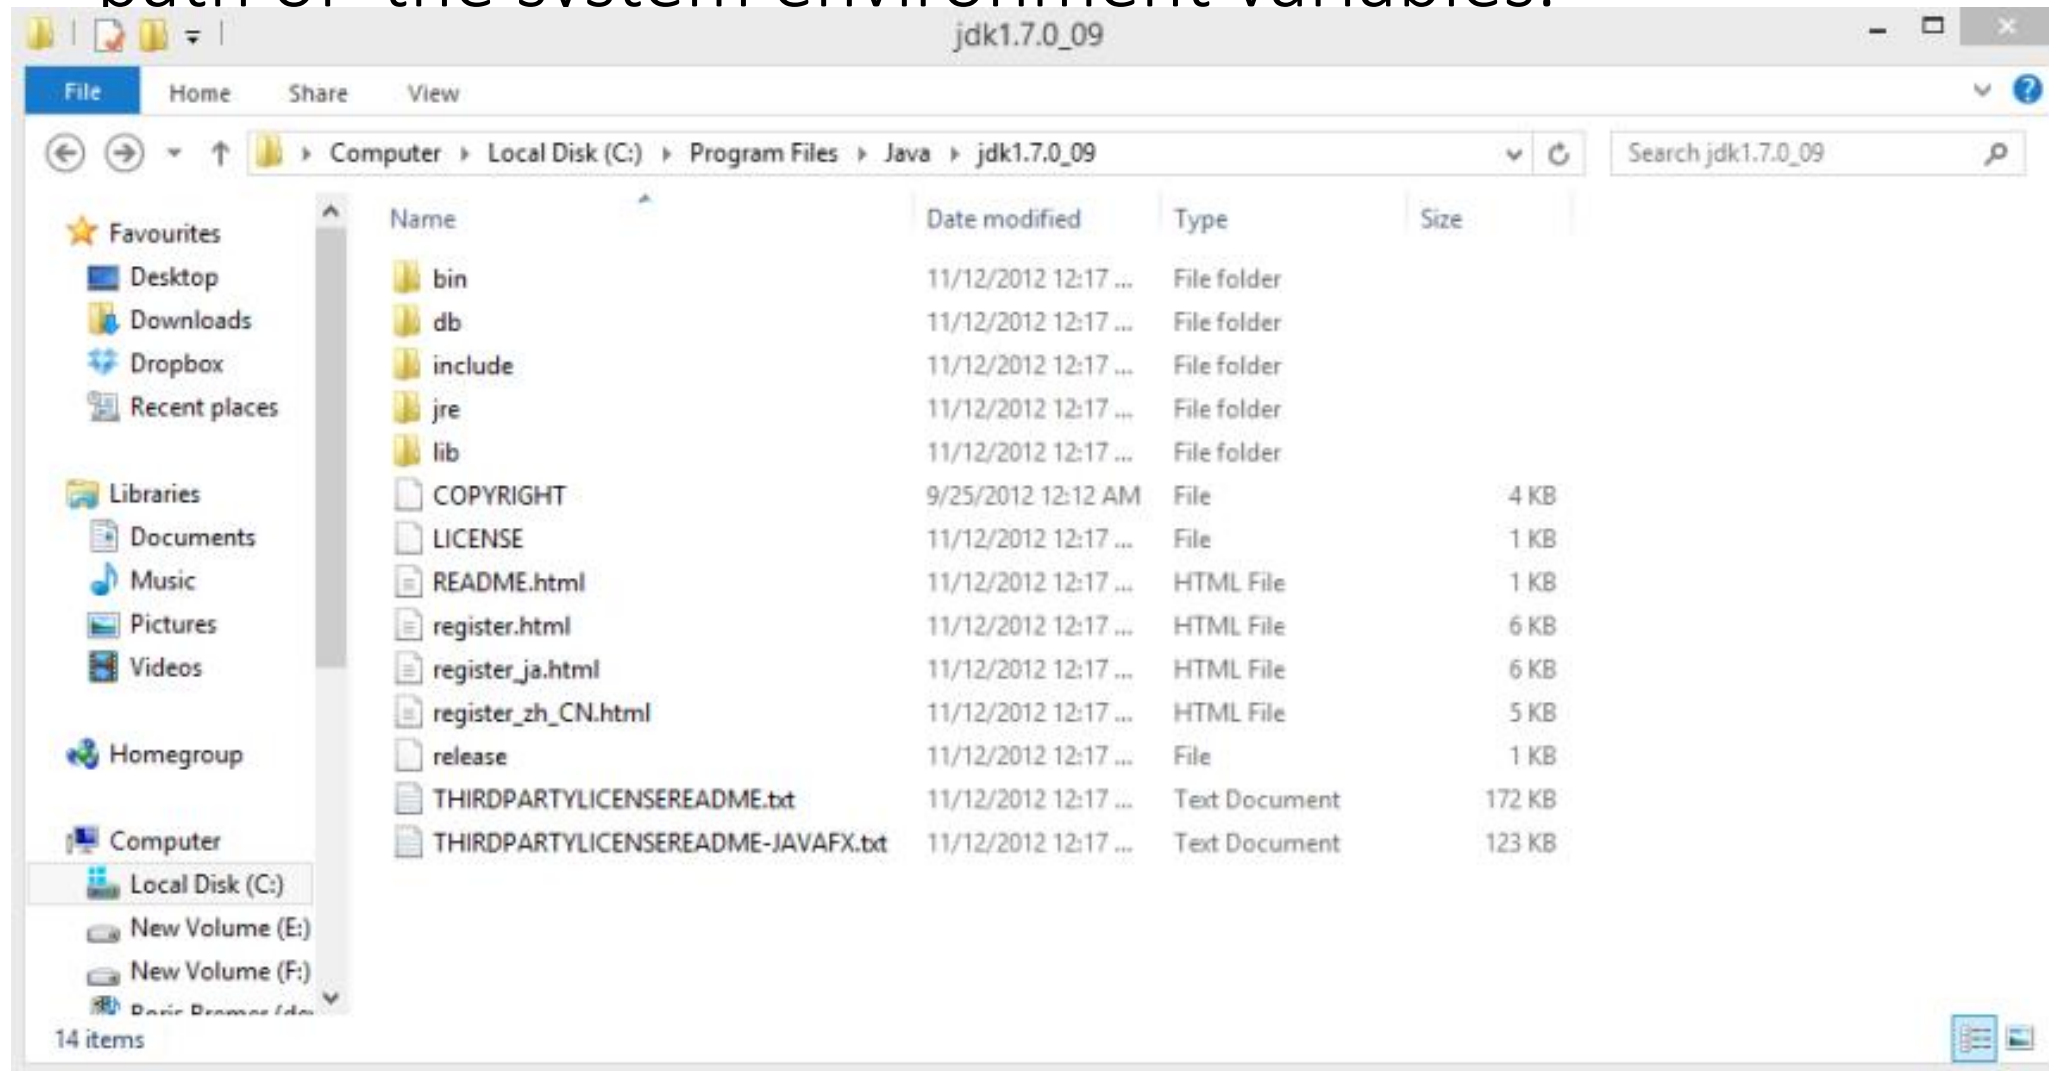 path of the system environment variables.
jdk1.7.0_09
File Home Share View
Computer Local Disk (C:) Program Files Java jdk1.7.0_09 Search jdk1.7.0_09
Name Date modified Type Size
Favourites
Desktop
Downloads
Dropbox
Recent places
Libraries
Documents
Music
Pictures
Videos
Homegroup
Computer
Local Disk (C:)
New Volume (E:)
New Volume (F:)
bin 11/12/2012 12:17 ... File folder
db 11/12/2012 12:17 ... File folder
include 11/12/2012 12:17 ... File folder
jre 11/12/2012 12:17 ... File folder
lib 11/12/2012 12:17 ... File folder
COPYRIGHT 9/25/2012 12:12 AM File 4 KB
LICENSE 11/12/2012 12:17 ... File 1 KB
README.html 11/12/2012 12:17 ... HTML File 1 KB
register.html 11/12/2012 12:17 ... HTML File 6 KB
register_ja.html 11/12/2012 12:17 ... HTML File 6 KB
register_zh_CN.html 11/12/2012 12:17 ... HTML File 5 KB
release 11/12/2012 12:17 ... File 1 KB
THIRDPARTYLICENSEREADME.txt 11/12/2012 12:17 ... Text Document 172 KB
THIRDPARTYLICENSEREADME-JAVAFX.txt 11/12/2012 12:17 ... Text Document 123 KB
14 items